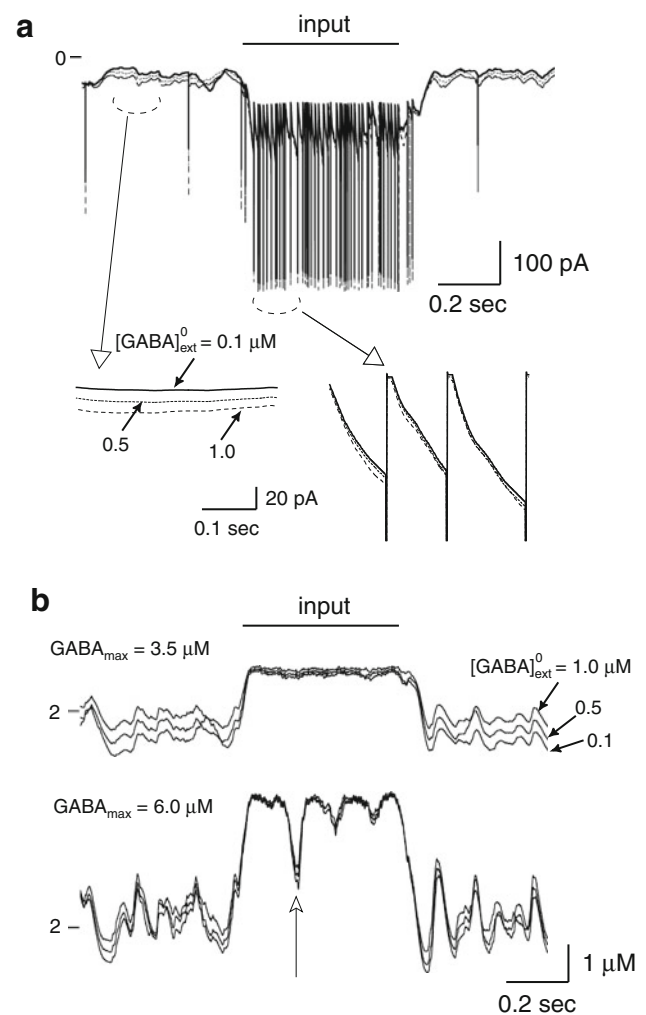 a
input
0
100 pA
0.2 sec
[GABA]⁰ext = 0.1 μM
0.5
1.0
20 pA
0.1 sec
b
input
GABAmax = 3.5 μM
[GABA]⁰ext = 1.0 μM
2
0.5
0.1
GABAmax = 6.0 μM
2
1 μM
0.2 sec